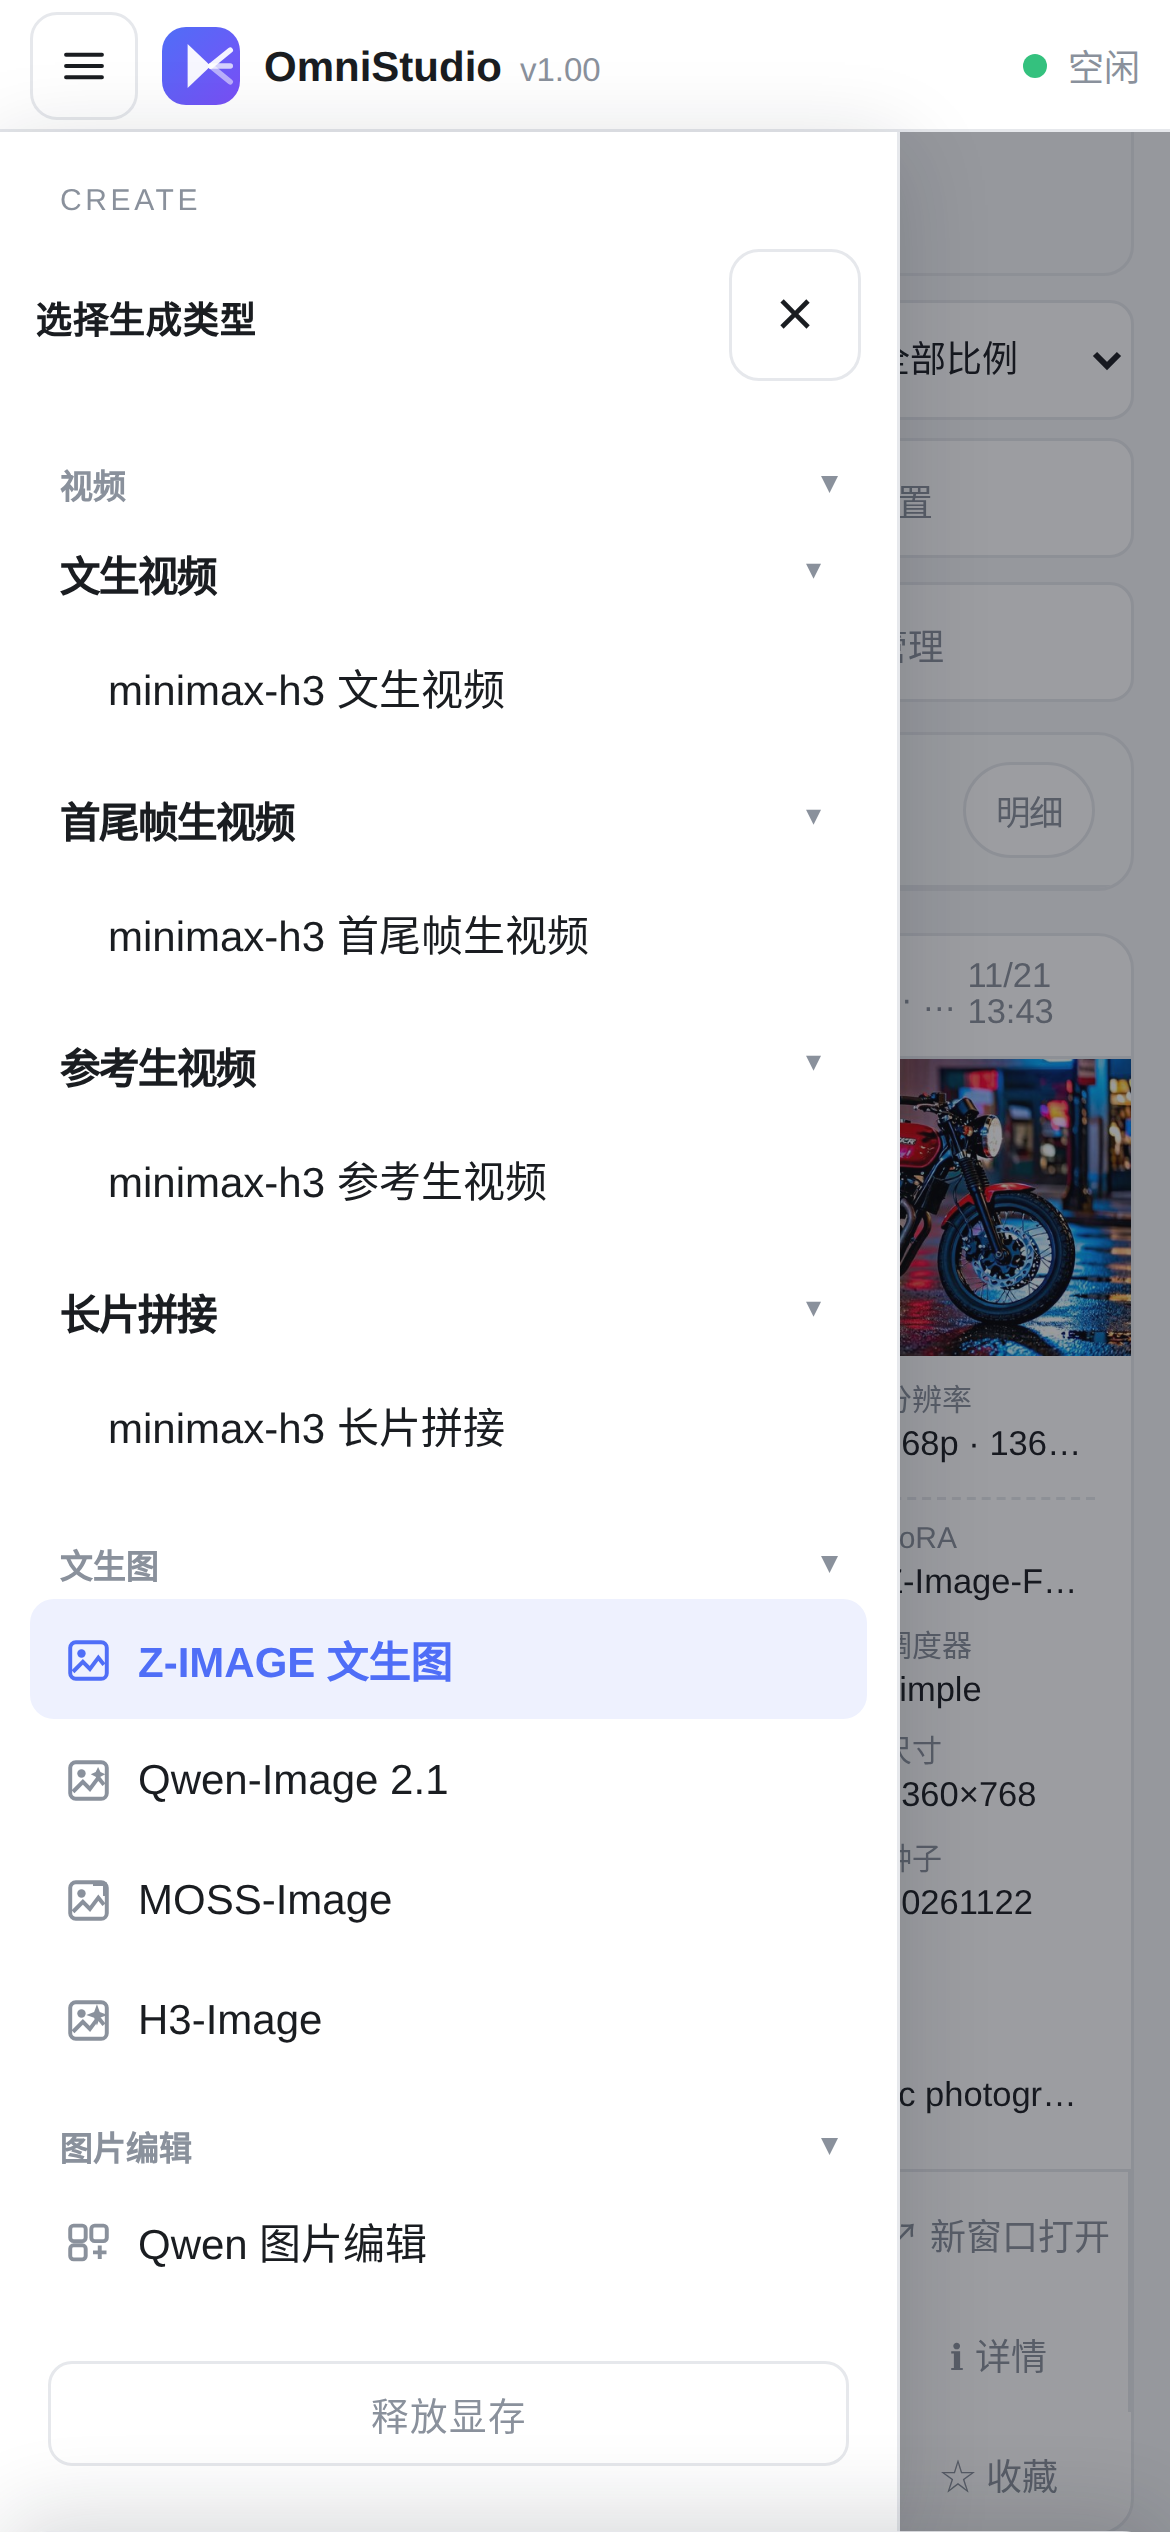 OmniStudio v1.00
空闲
CREATE
选择生成类型
视频
文生视频
minimax-h3 文生视频
首尾帧生视频
minimax-h3 首尾帧生视频
参考生视频
minimax-h3 参考生视频
长片拼接
minimax-h3 长片拼接
文生图
Z-IMAGE 文生图
Qwen-Image 2.1
MOSS-Image
H3-Image
图片编辑
Qwen 图片编辑
释放显存
全部比例
置
管理
明细
· … 11/21
13:43
分辨率
68p · 136…
oRA
Z-Image-F…
调度器
imple
尺寸
360×768
种子
0261122
c photogr…
新窗口打开
详情
收藏